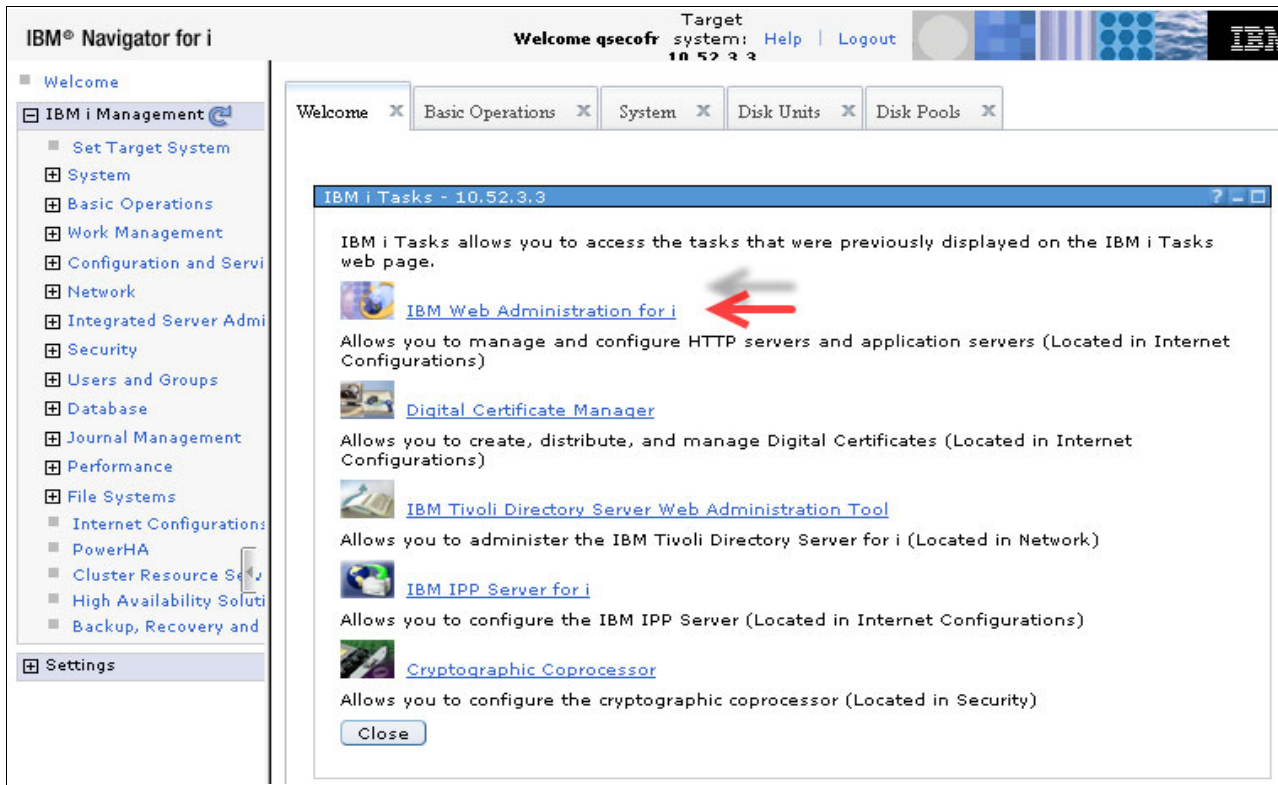 IBM® Navigator for i
Welcome qsecofr
Target
system:
10.52.3.3
Help | Logout
IBM
Welcome
IBM i Management
Set Target System
System
Basic Operations
Work Management
Configuration and Servi
Network
Integrated Server Admi
Security
Users and Groups
Database
Journal Management
Performance
File Systems
Internet Configurations
PowerHA
Cluster Resource Se
High Availability Soluti
Backup, Recovery and
Settings
Welcome X Basic Operations X System X Disk Units X Disk Pools X
IBM i Tasks - 10.52.3.3
IBM i Tasks allows you to access the tasks that were previously displayed on the IBM i Tasks
web page.
IBM Web Administration for i
Allows you to manage and configure HTTP servers and application servers (Located in Internet
Configurations)
Digital Certificate Manager
Allows you to create, distribute, and manage Digital Certificates (Located in Internet
Configurations)
IBM Tivoli Directory Server Web Administration Tool
Allows you to administer the IBM Tivoli Directory Server for i (Located in Network)
IBM IPP Server for i
Allows you to configure the IBM IPP Server (Located in Internet Configurations)
Cryptographic Coprocessor
Allows you to configure the cryptographic coprocessor (Located in Security)
Close